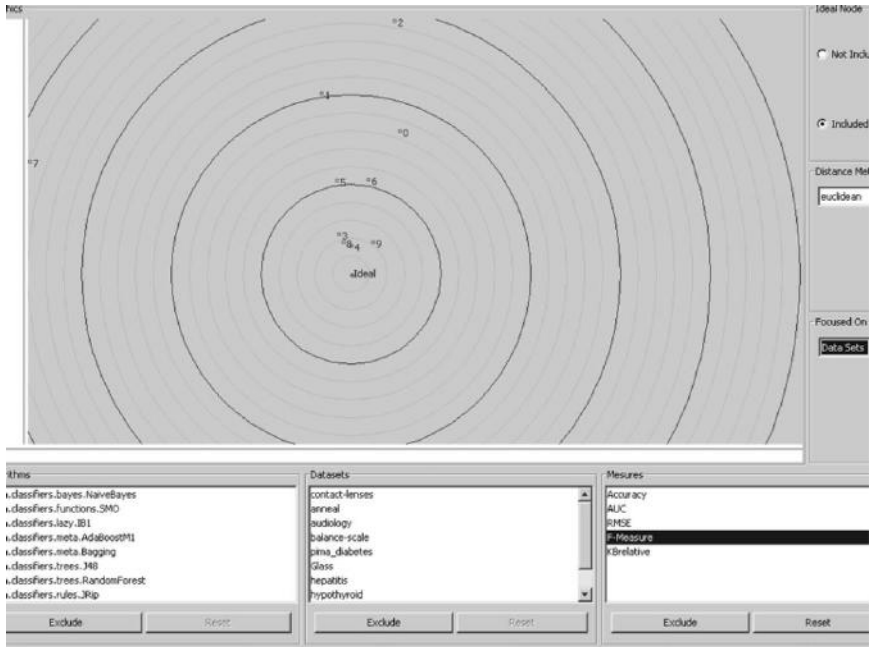 hics
Ideal Node
°2
Not Inclu
°1
Included
°0
°7
°5 °6
Distance Met
euclidean
°3
°8 °4 °9
Ideal
Focused On
Data Sets
rithms
Datasets
Mesures
.classifiers.bayes.NaiveBayes
.classifiers.functions.SMO
.classifiers.lazy.IB1
.classifiers.meta.AdaBoostM1
.classifiers.meta.Bagging
.classifiers.trees.J48
.classifiers.trees.RandomForest
.classifiers.rules.JRip
contact-lenses
anneal
audiology
balance-scale
pima_diabetes
Glass
hepatitis
hypothyroid
Accuracy
AUC
RMSE
F-Measure
KBrelative
Exclude
Reset
Exclude
Reset
Exclude
Reset